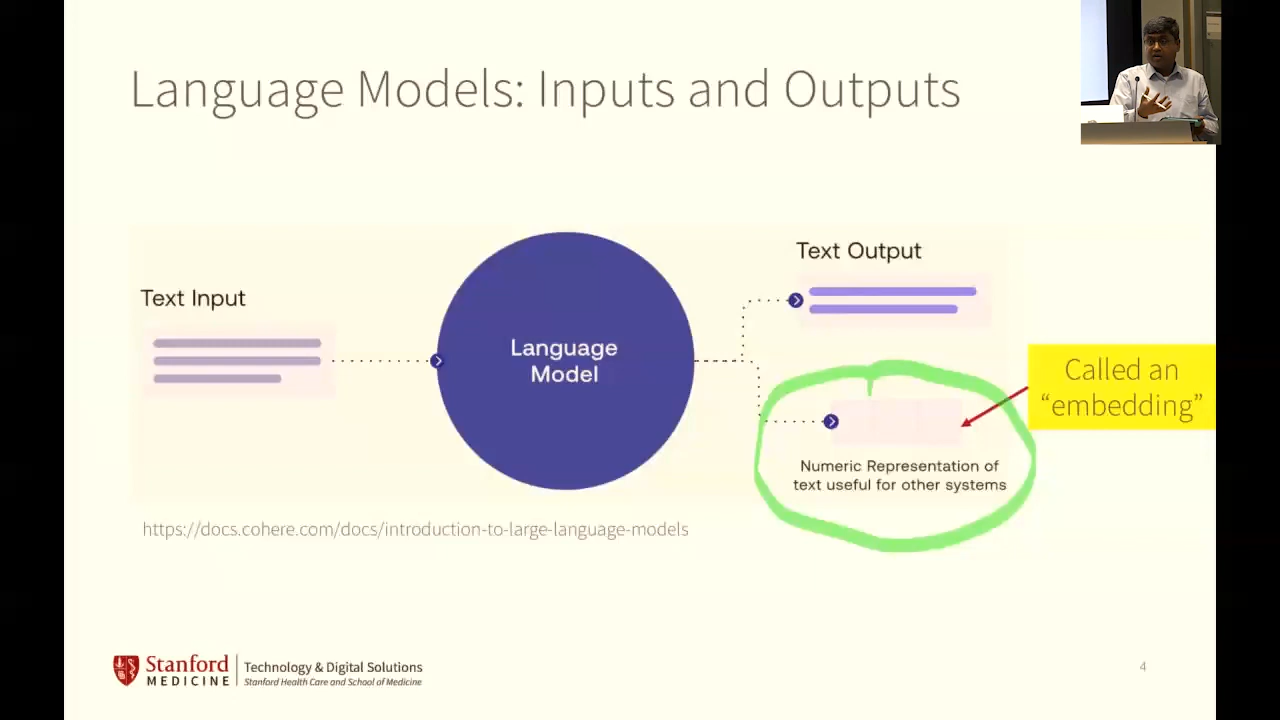 Language Models: Inputs and Outputs
Text Input
Language
Model
Text Output
Called an
“embedding”
Numeric Representation of
text useful for other systems
https://docs.cohere.com/docs/introduction-to-large-language-models
Stanford
MEDICINE
Technology & Digital Solutions
Stanford Health Care and School of Medicine
4